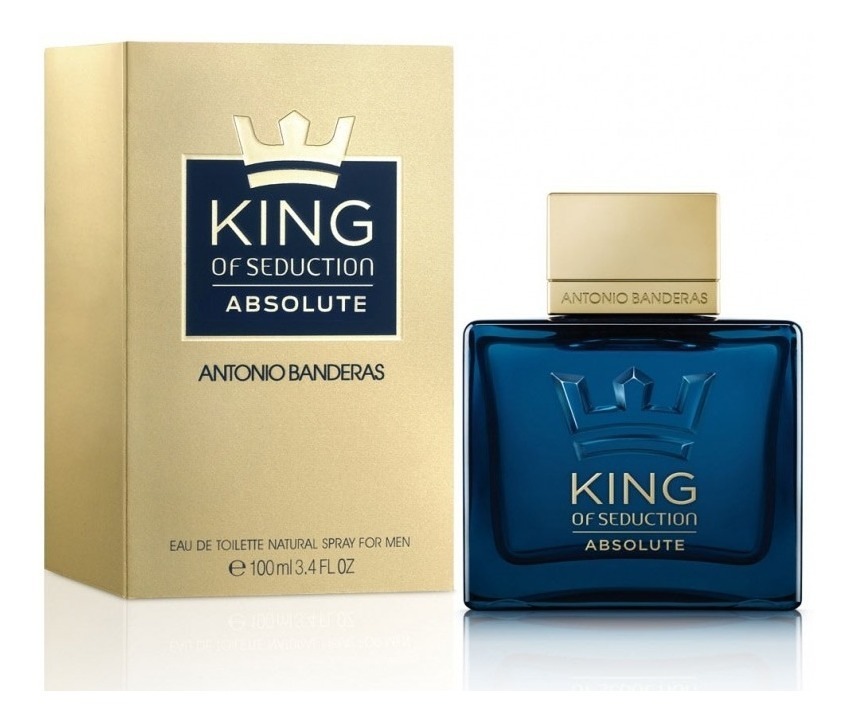 KING
OF SEDUCTION
ABSOLUTE
ANTONIO BANDERAS
EAU DE TOILETTE NATURAL SPRAY FOR MEN
℮ 100 ml 3.4 FL OZ
ANTONIO BANDERAS
KING
OF SEDUCTION
ABSOLUTE